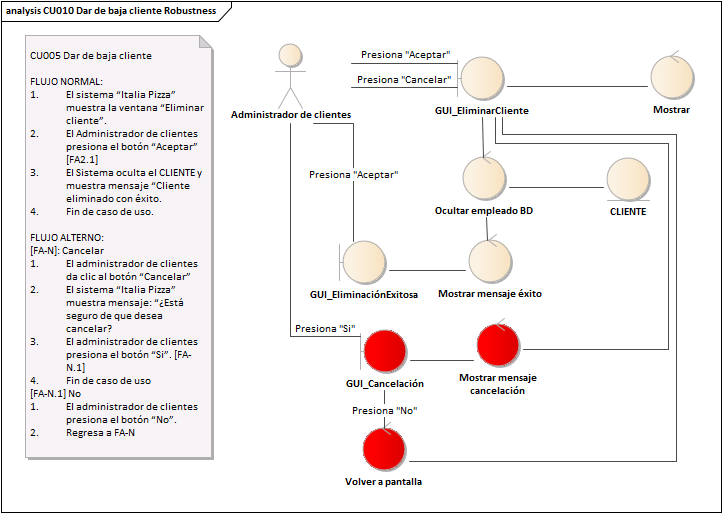 analysis CU010 Dar de baja cliente Robustness
CU005 Dar de baja cliente
FLUJO NORMAL:
1. El sistema “Italia Pizza”
muestra la ventana “Eliminar
cliente”.
2. El Administrador de clientes
presiona el botón “Aceptar”
[FA2.1]
3. El Sistema oculta el CLIENTE y
muestra mensaje “Cliente
eliminado con éxito.
4. Fin de caso de uso.
FLUJO ALTERNO:
[FA-N]: Cancelar
1. El administrador de clientes
da clic al botón “Cancelar”
2. El sistema “Italia Pizza”
muestra mensaje: “¿Está
seguro de que desea
cancelar?
3. El administrador de clientes
presiona el botón “Si”. [FA-
N.1]
4. Fin de caso de uso
[FA-N.1] No
1. El administrador de clientes
presiona el botón “No”.
2. Regresa a FA-N
Administrador de clientes
Presiona "Aceptar"
Presiona "Cancelar"
GUI_EliminarCliente
Mostrar
Presiona "Aceptar"
Ocultar empleado BD
CLIENTE
GUI_EliminaciónExitosa
Mostrar mensaje éxito
Presiona "Si"
GUI_Cancelación
Mostrar mensaje
cancelación
Presiona "No"
Volver a pantalla